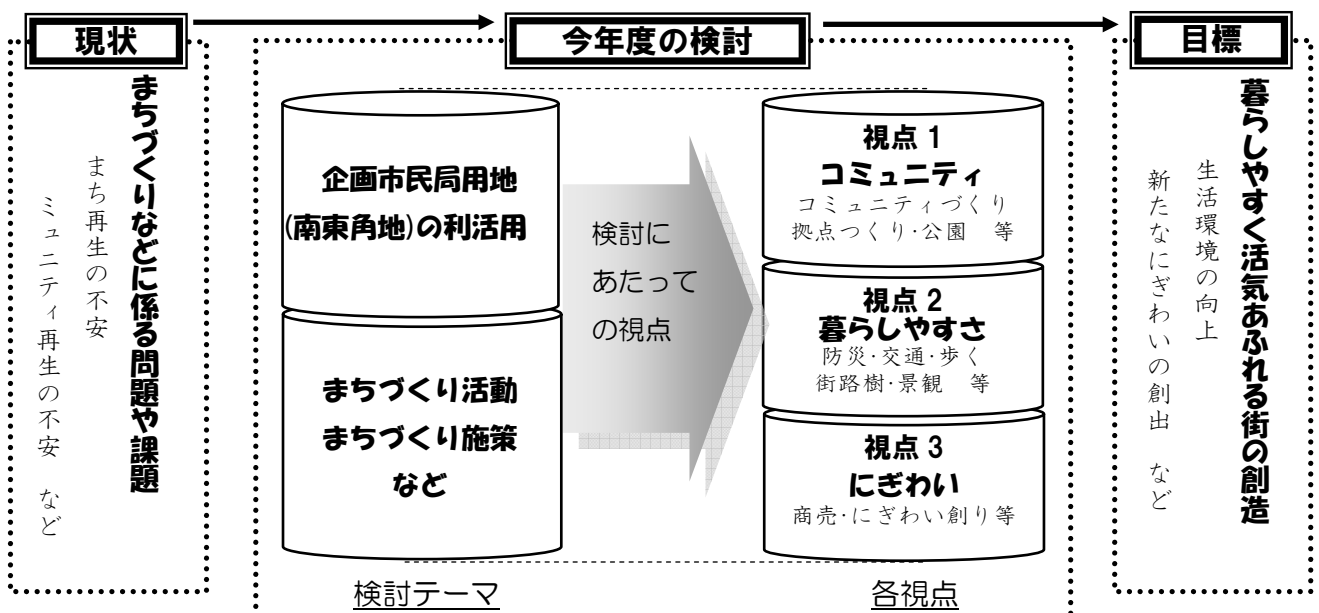 現状
今年度の検討
目標
まちづくりなどに係る問題や課題
まち再生の不安
ミュニティ再生の不安 など
企画市民局用地
(南東角地)の利活用
まちづくり活動
まちづくり施策
など
検討テーマ
検討に
あたって
の視点
視点 1
コミュニティ
コミュニティづくり
拠点つくり・公園 等
視点 2
暮らしやすさ
防災・交通・歩く
街路樹・景観 等
視点 3
にぎわい
商売・にぎわい創り等
各視点
暮らしやすく活気あふれる街の創造
生活環境の向上
新たなにぎわいの創出 など